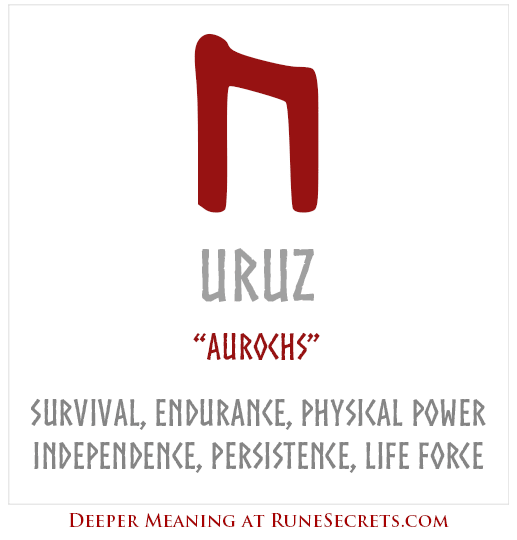 ᚢ
URUZ
“AUROCHS”
SURVIVAL, ENDURANCE, PHYSICAL POWER
INDEPENDENCE, PERSISTENCE, LIFE FORCE
DEEPER MEANING AT RUNESECRETS.COM